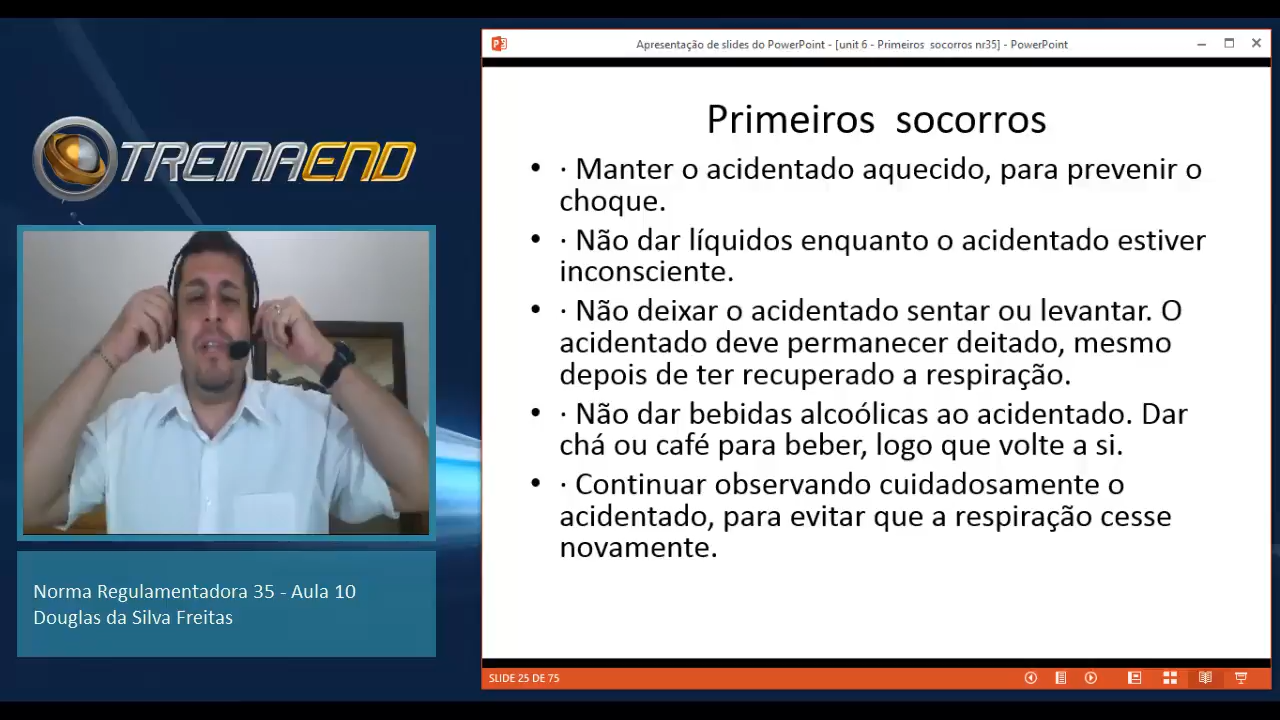 TREINAEND
Norma Regulamentadora 35 - Aula 10
Douglas da Silva Freitas
Apresentação de slides do PowerPoint - [unit 6 - Primeiros socorros nr35] - PowerPoint
Primeiros socorros
• · Manter o acidentado aquecido, para prevenir o
choque.
• · Não dar líquidos enquanto o acidentado estiver
inconsciente.
• · Não deixar o acidentado sentar ou levantar. O
acidentado deve permanecer deitado, mesmo
depois de ter recuperado a respiração.
• · Não dar bebidas alcoólicas ao acidentado. Dar
chá ou café para beber, logo que volte a si.
• · Continuar observando cuidadosamente o
acidentado, para evitar que a respiração cesse
novamente.
SLIDE 25 DE 75